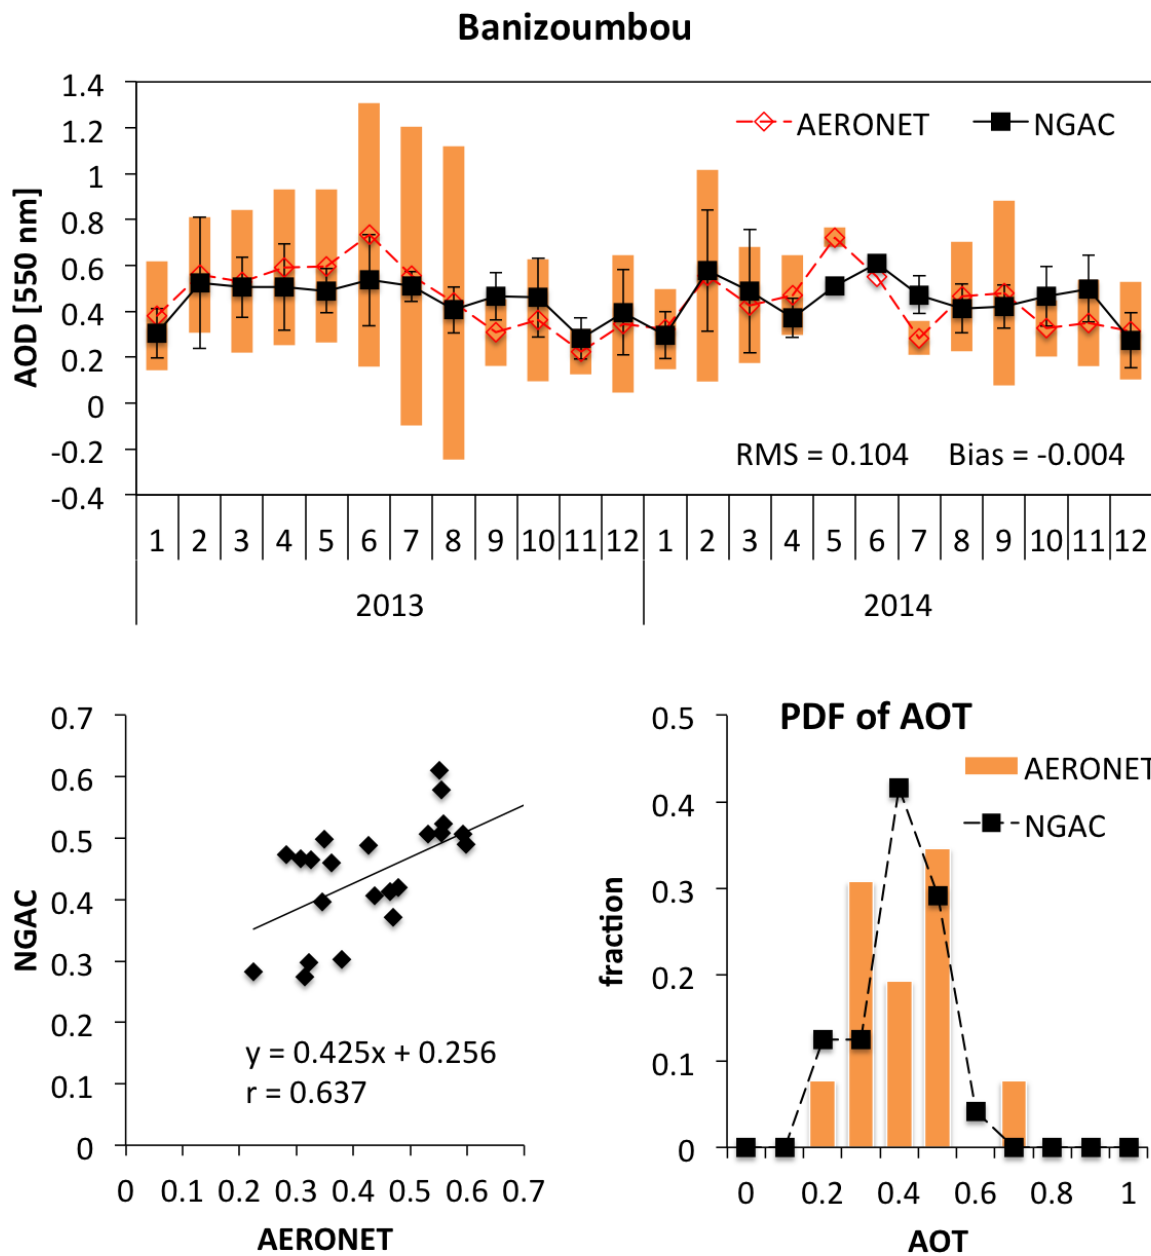 Banizoumbou
1.4
1.2
1
0.8
0.6
0.4
0.2
0
-0.2
-0.4
AOD [550 nm]
AERONET
NGAC
RMS = 0.104 Bias = -0.004
1 2 3 4 5 6 7 8 9 10 11 12 1 2 3 4 5 6 7 8 9 10 11 12
2013 2014
0.7
0.6
0.5
0.4
0.3
0.2
0.1
0
NGAC
y = 0.425x + 0.256
r = 0.637
0 0.1 0.2 0.3 0.4 0.5 0.6 0.7
AERONET
PDF of AOT
0.5
0.4
0.3
0.2
0.1
0
fraction
AERONET
NGAC
0 0.2 0.4 0.6 0.8 1
AOT